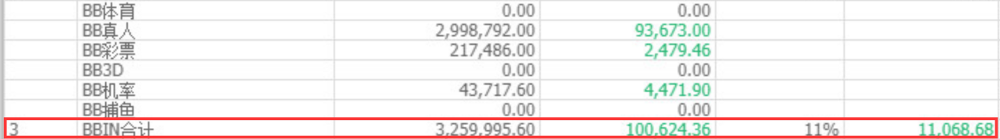 BB体育 0.00 0.00
BB真人 2,998,792.00 93,673.00
BB彩票 217,486.00 2,479.46
BB3D 0.00 0.00
BB机率 43,717.60 4,471.90
BB捕鱼 0.00 0.00
3 BBIN合计 3,259,995.60 100,624.36 11% 11,068.68